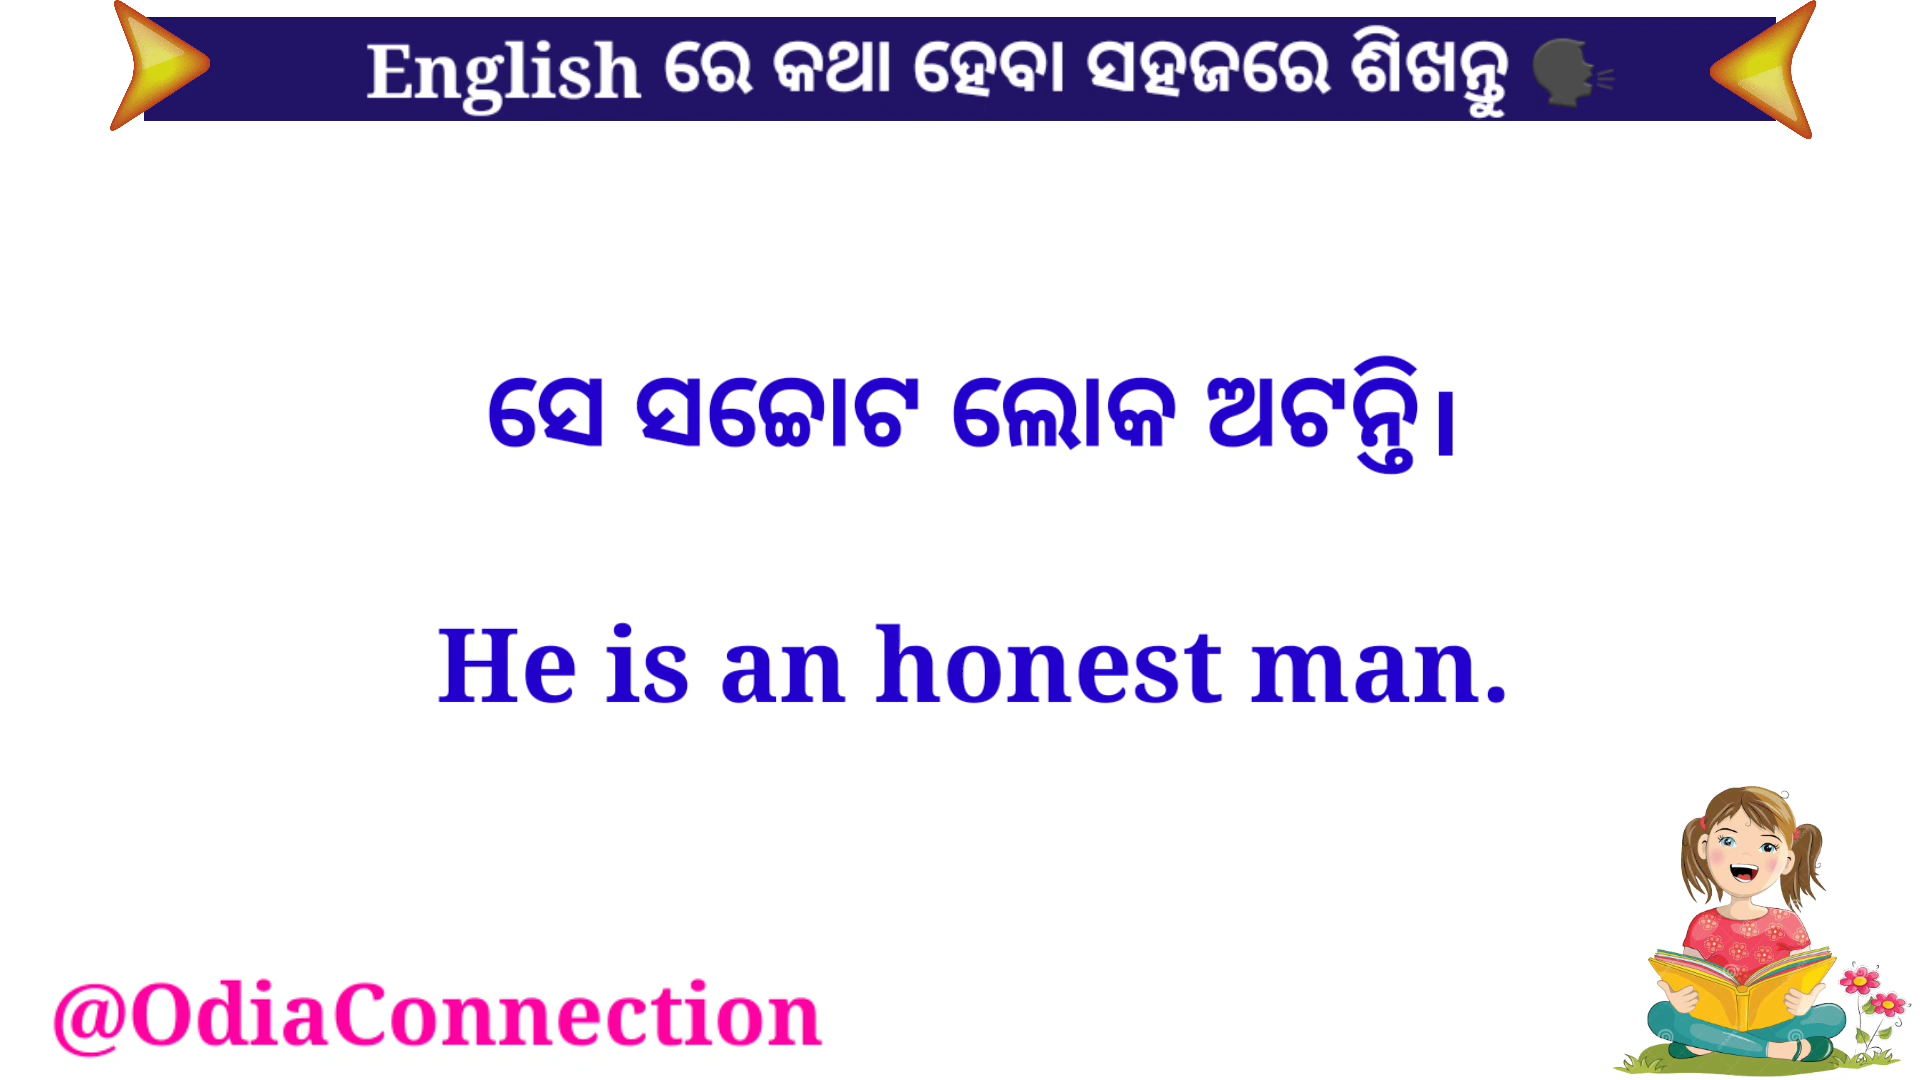 English ରେ କଥା ହେବା ସହଜରେ ଶିଖନ୍ତୁ 🗣
ସେ ସଚ୍ଚୋଟ ଲୋକ ଅଟନ୍ତି।
He is an honest man.
@OdiaConnection